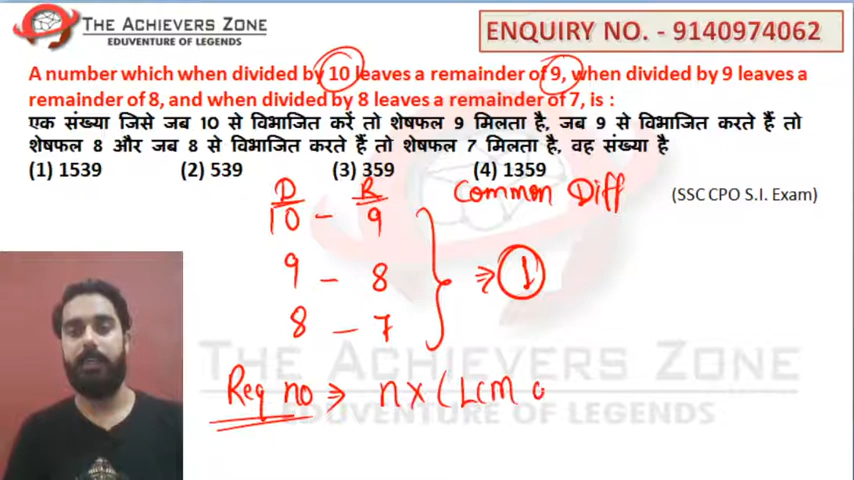 THE ACHIEVERS ZONE
EDUVENTURE OF LEGENDS
ENQUIRY NO. - 9140974062
A number which when divided by 10 leaves a remainder of 9, when divided by 9 leaves a
remainder of 8, and when divided by 8 leaves a remainder of 7, is :
एक संख्या जिसे जब 10 से विभाजित करें तो शेषफल 9 मिलता है, जब 9 से विभाजित करते हैं तो
शेषफल 8 और जब 8 से विभाजित करते हैं तो शेषफल 7 मिलता है, वह संख्या है
(1) 1539 (2) 539 (3) 359 (4) 1359
(SSC CPO S.I. Exam)
D R Common Diff
10 - 9
9 - 8 ⇒ 1
8 - 7
THE ACHIEVERS ZONE
Req no ⇒ n × ( LCM o
EDUVENTURE OF LEGENDS